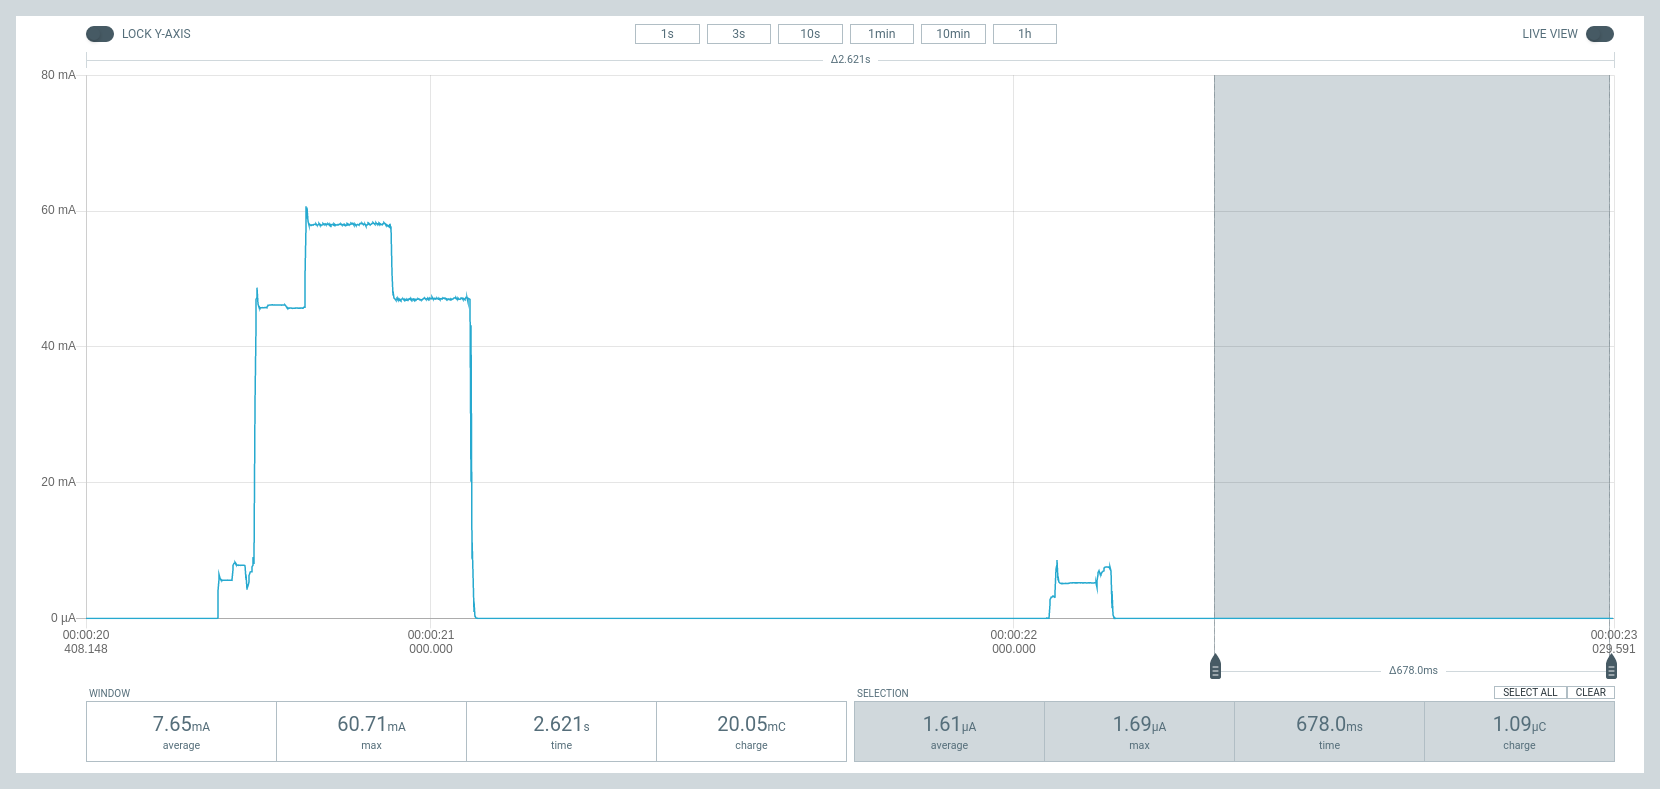 LOCK Y-AXIS 1s 3s 10s 1min 10min 1h LIVE VIEW
Δ2.621s
80 mA
60 mA
40 mA
20 mA
0 µA
00:00:20 00:00:21 00:00:22 00:00:23
408.148 000.000 000.000 029.591
Δ678.0ms
WINDOW SELECTION SELECT ALL CLEAR
7.65mA 60.71mA 2.621s 20.05mC 1.61µA 1.69µA 678.0ms 1.09µC
average max time charge average max time charge